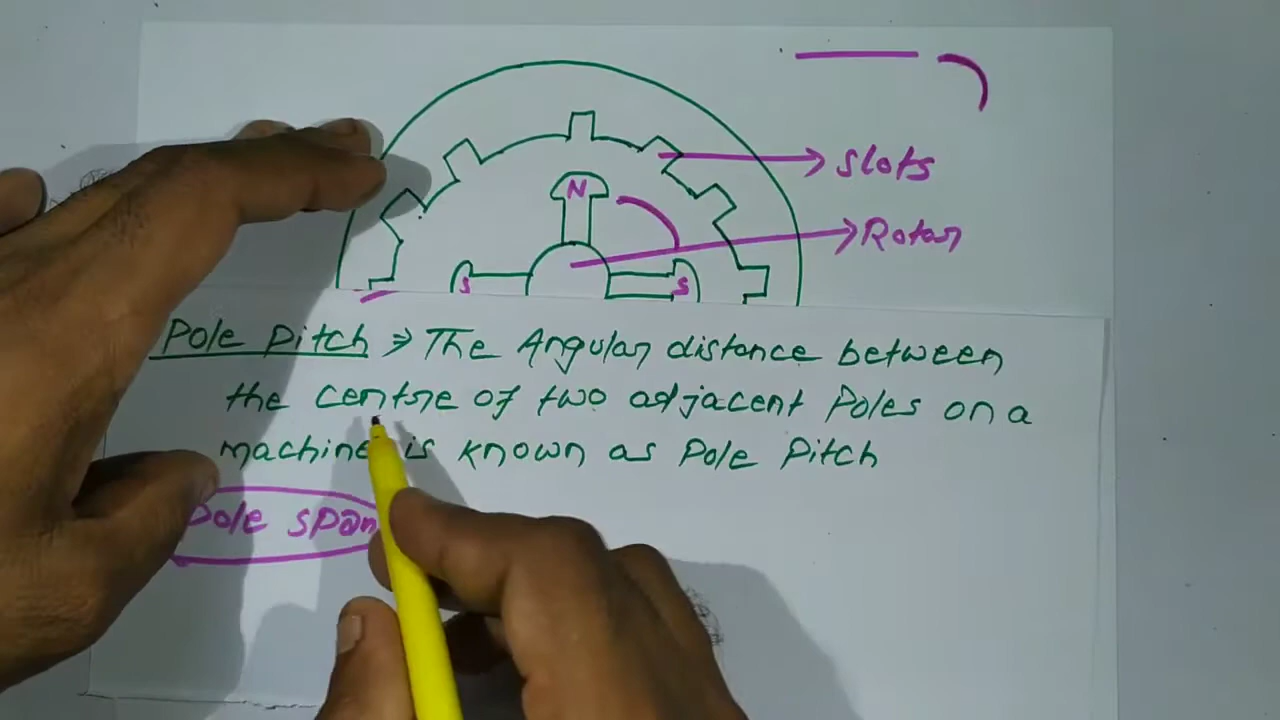 Slots
N
Rotor
S
S
Pole Pitch ⇒ The Angular distance between
the centre of two adjacent Poles on a
machine is known as Pole Pitch
Pole span